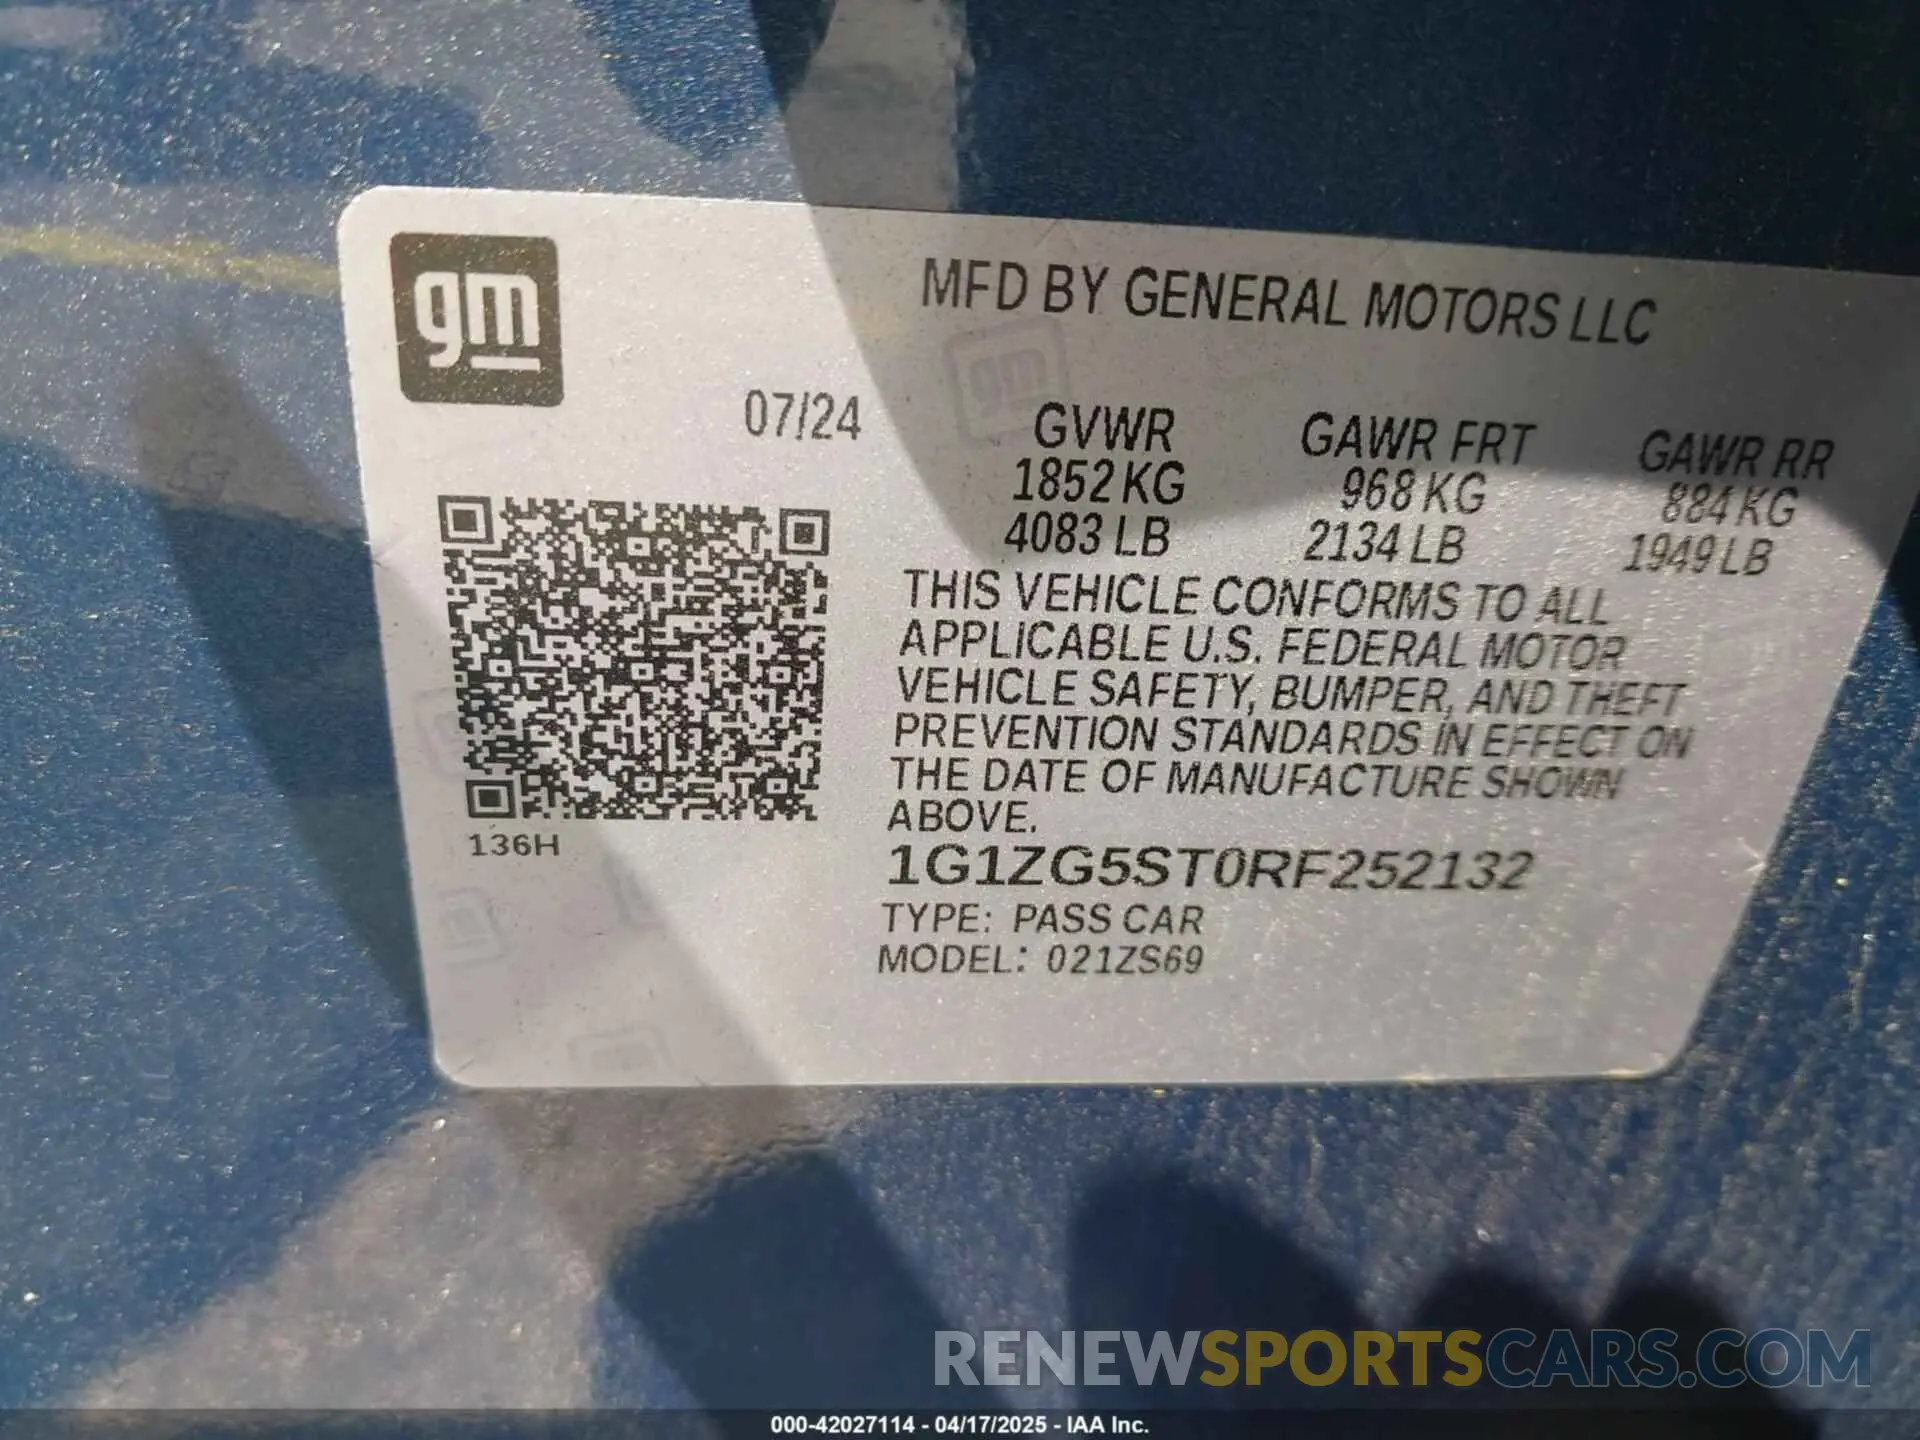 gm
MFD BY GENERAL MOTORS LLC
07/24
GVWR GAWR FRT GAWR RR
1852 KG 968 KG 884 KG
4083 LB 2134 LB 1949 LB
THIS VEHICLE CONFORMS TO ALL
APPLICABLE U.S. FEDERAL MOTOR
VEHICLE SAFETY, BUMPER, AND THEFT
PREVENTION STANDARDS IN EFFECT ON
THE DATE OF MANUFACTURE SHOWN
ABOVE.
136H
1G1ZG5ST0RF252132
TYPE: PASS CAR
MODEL: 021ZS69
RENEWSPORTSCARS.COM
000-42027114 - 04/17/2025 - IAA Inc.